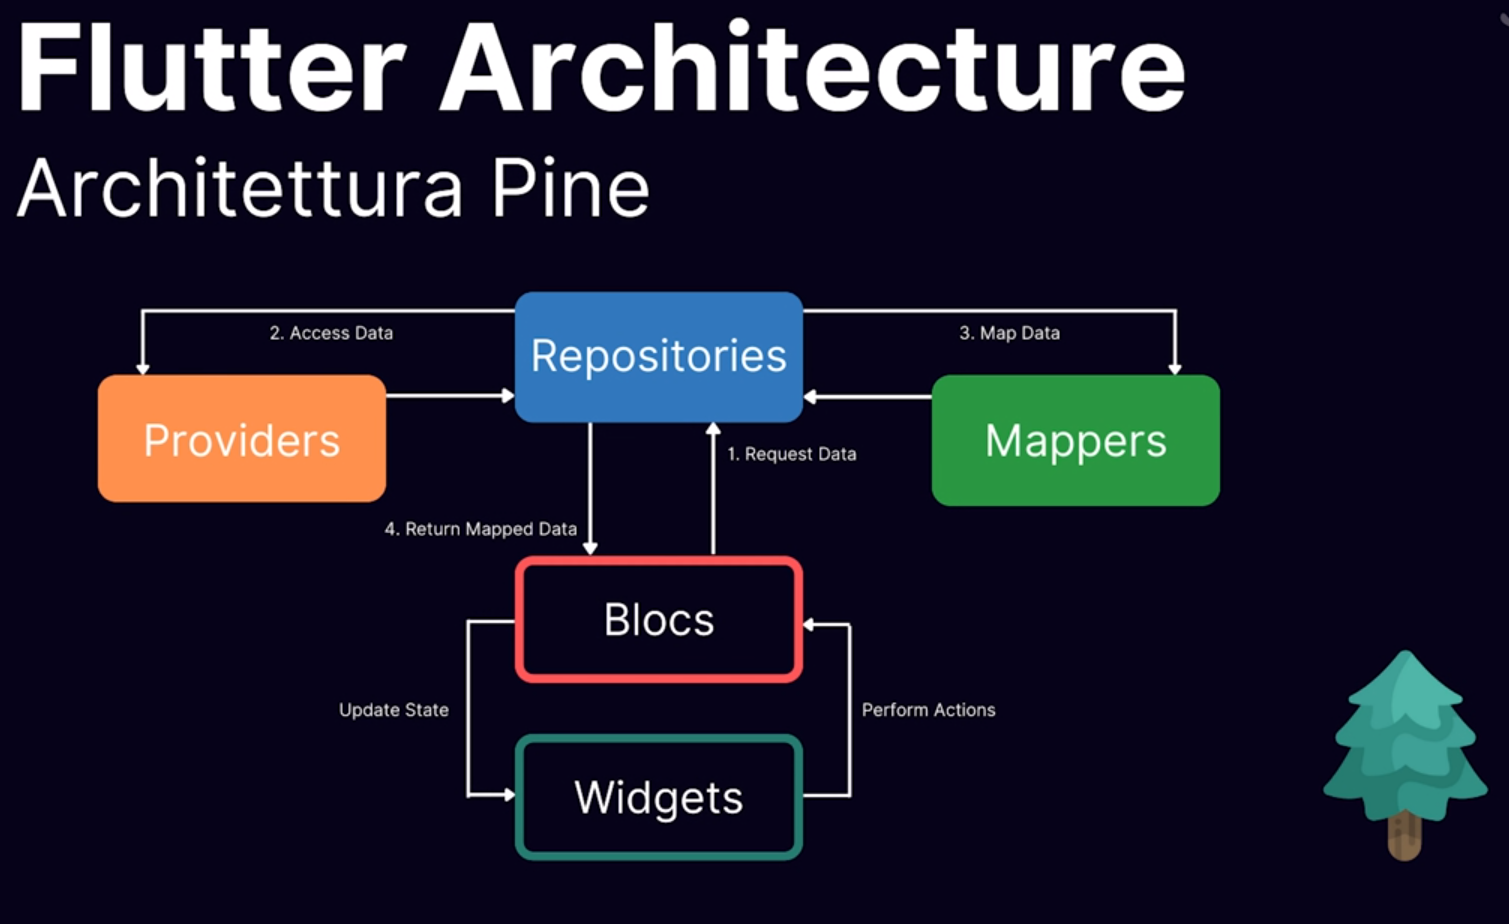 Flutter Architecture
Architettura Pine
Repositories
2. Access Data
3. Map Data
Providers
Mappers
1. Request Data
4. Return Mapped Data
Blocs
Update State
Perform Actions
Widgets